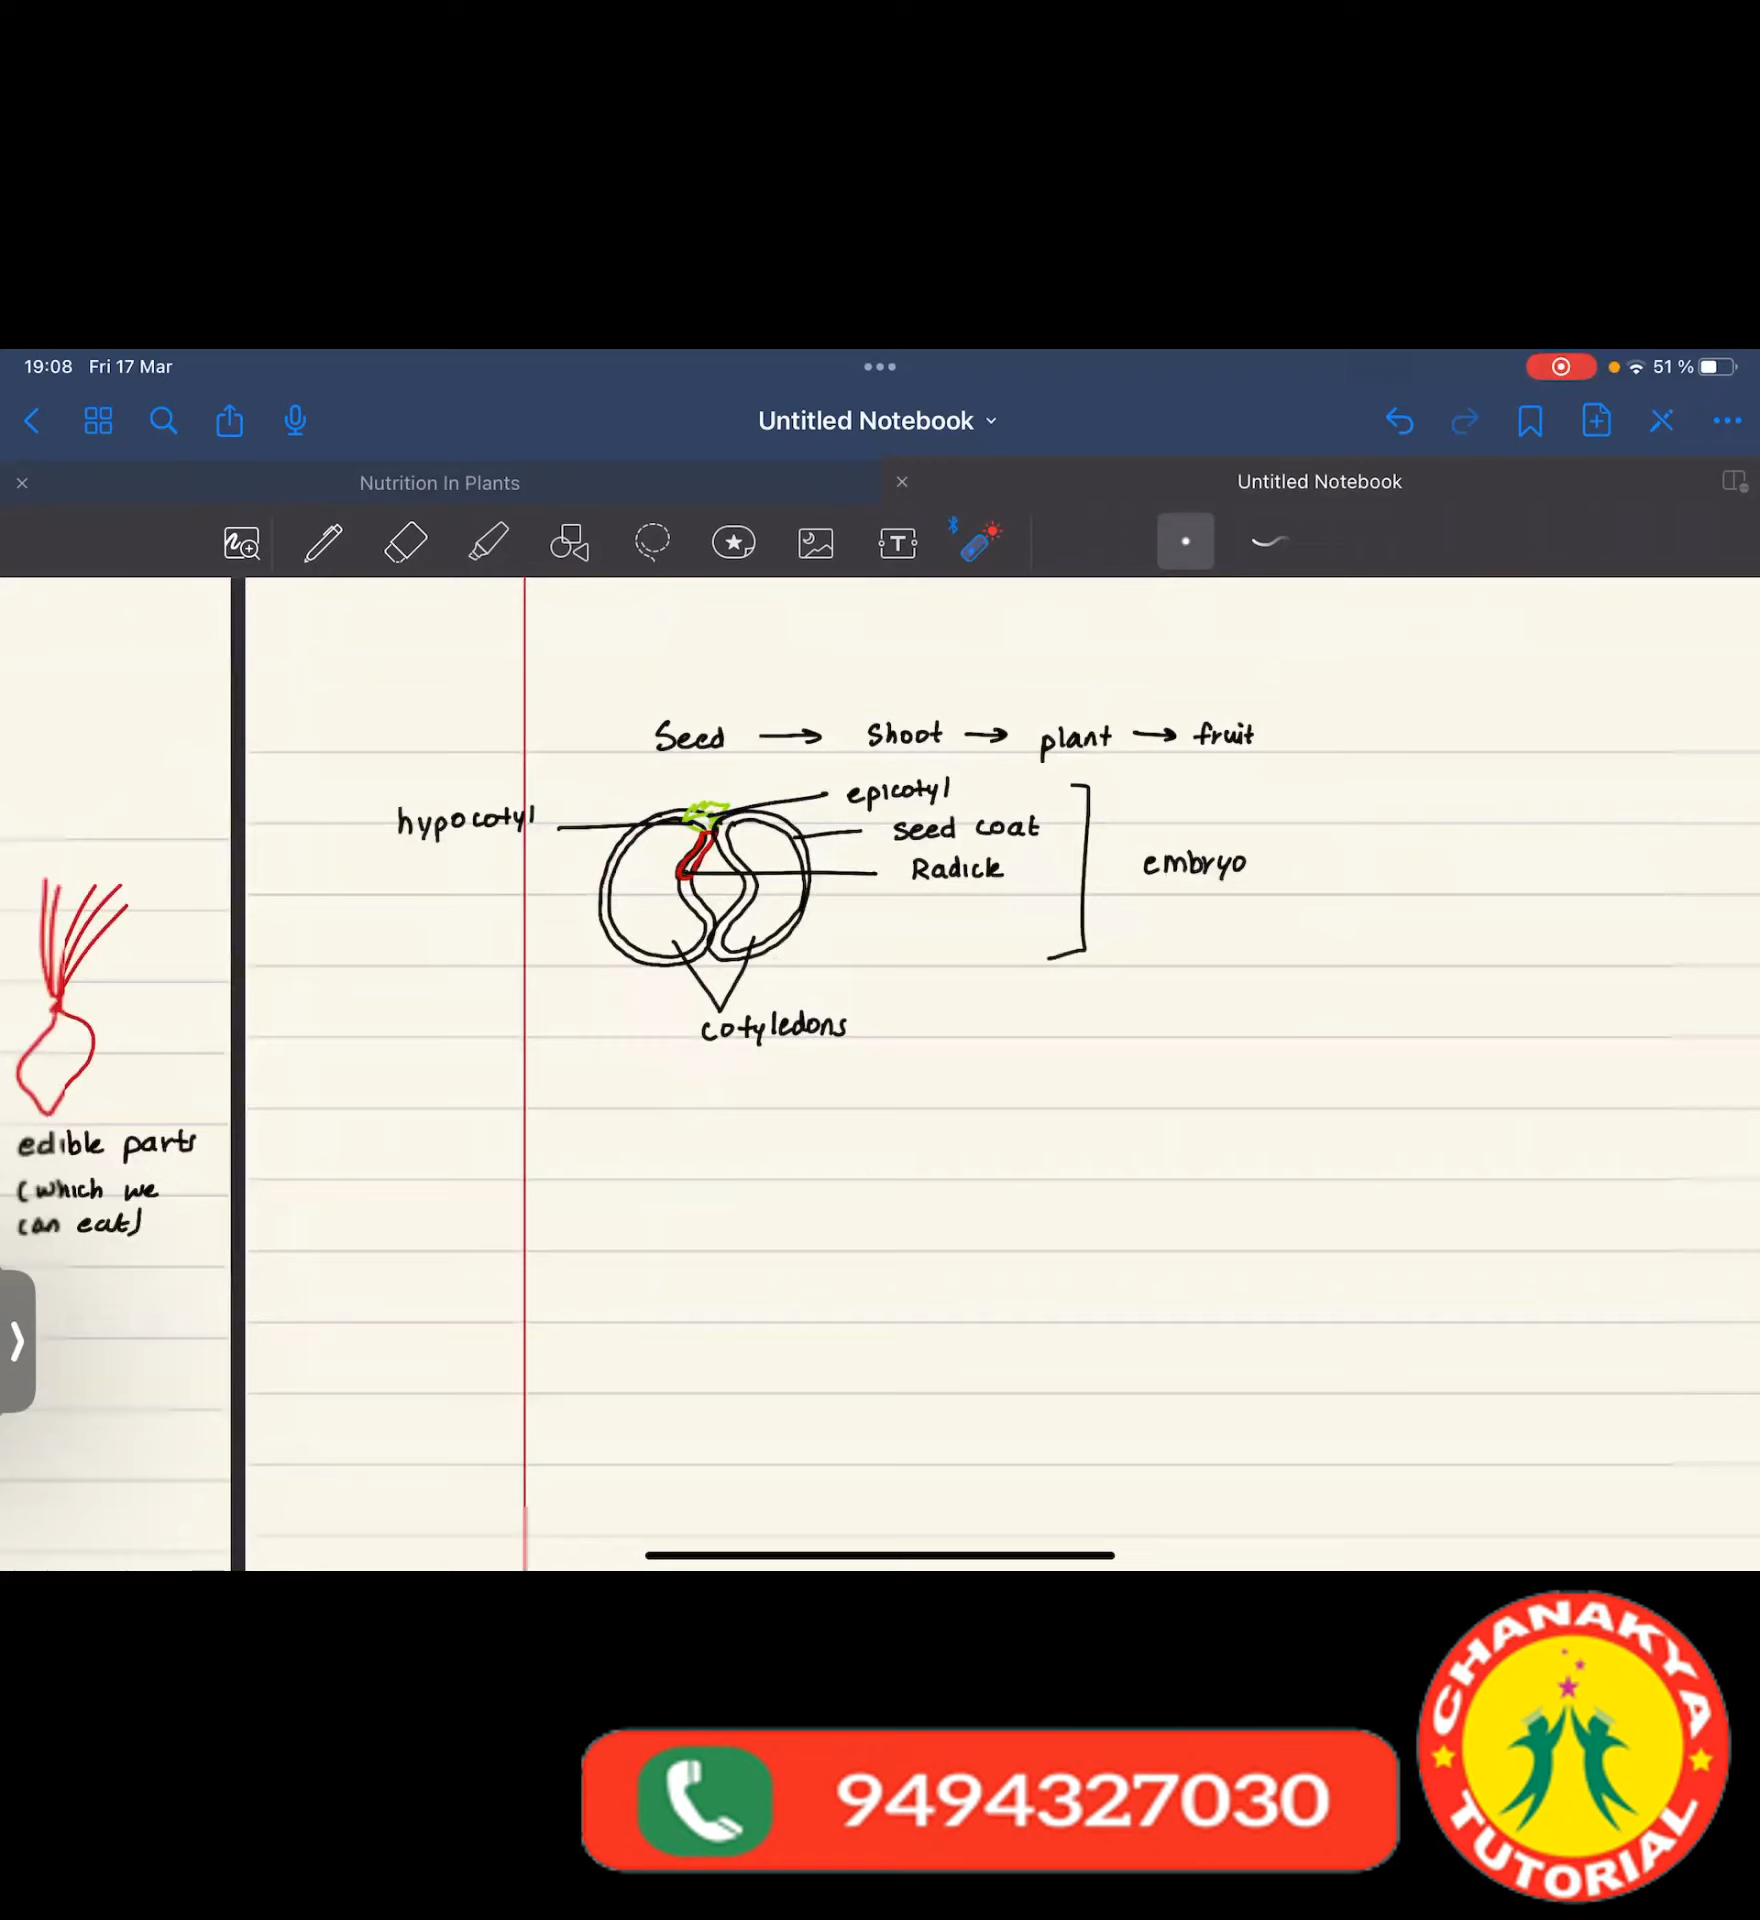 19:08 Fri 17 Mar
51 %
Untitled Notebook
Nutrition In Plants
Untitled Notebook
T
Seed → Shoot → plant → fruit
epicotyl
hypocotyl
seed coat
Radicle
embryo
cotyledons
edible parts
(which we
can eat)
9494327030
CHANAKYA
TUTORIAL